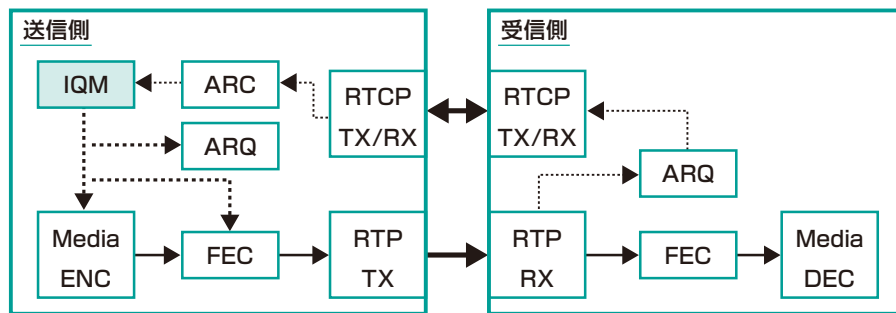 送信側
IQM
ARC
RTCP
TX/RX
ARQ
Media
ENC
FEC
RTP
TX
受信側
RTCP
TX/RX
ARQ
RTP
RX
FEC
Media
DEC